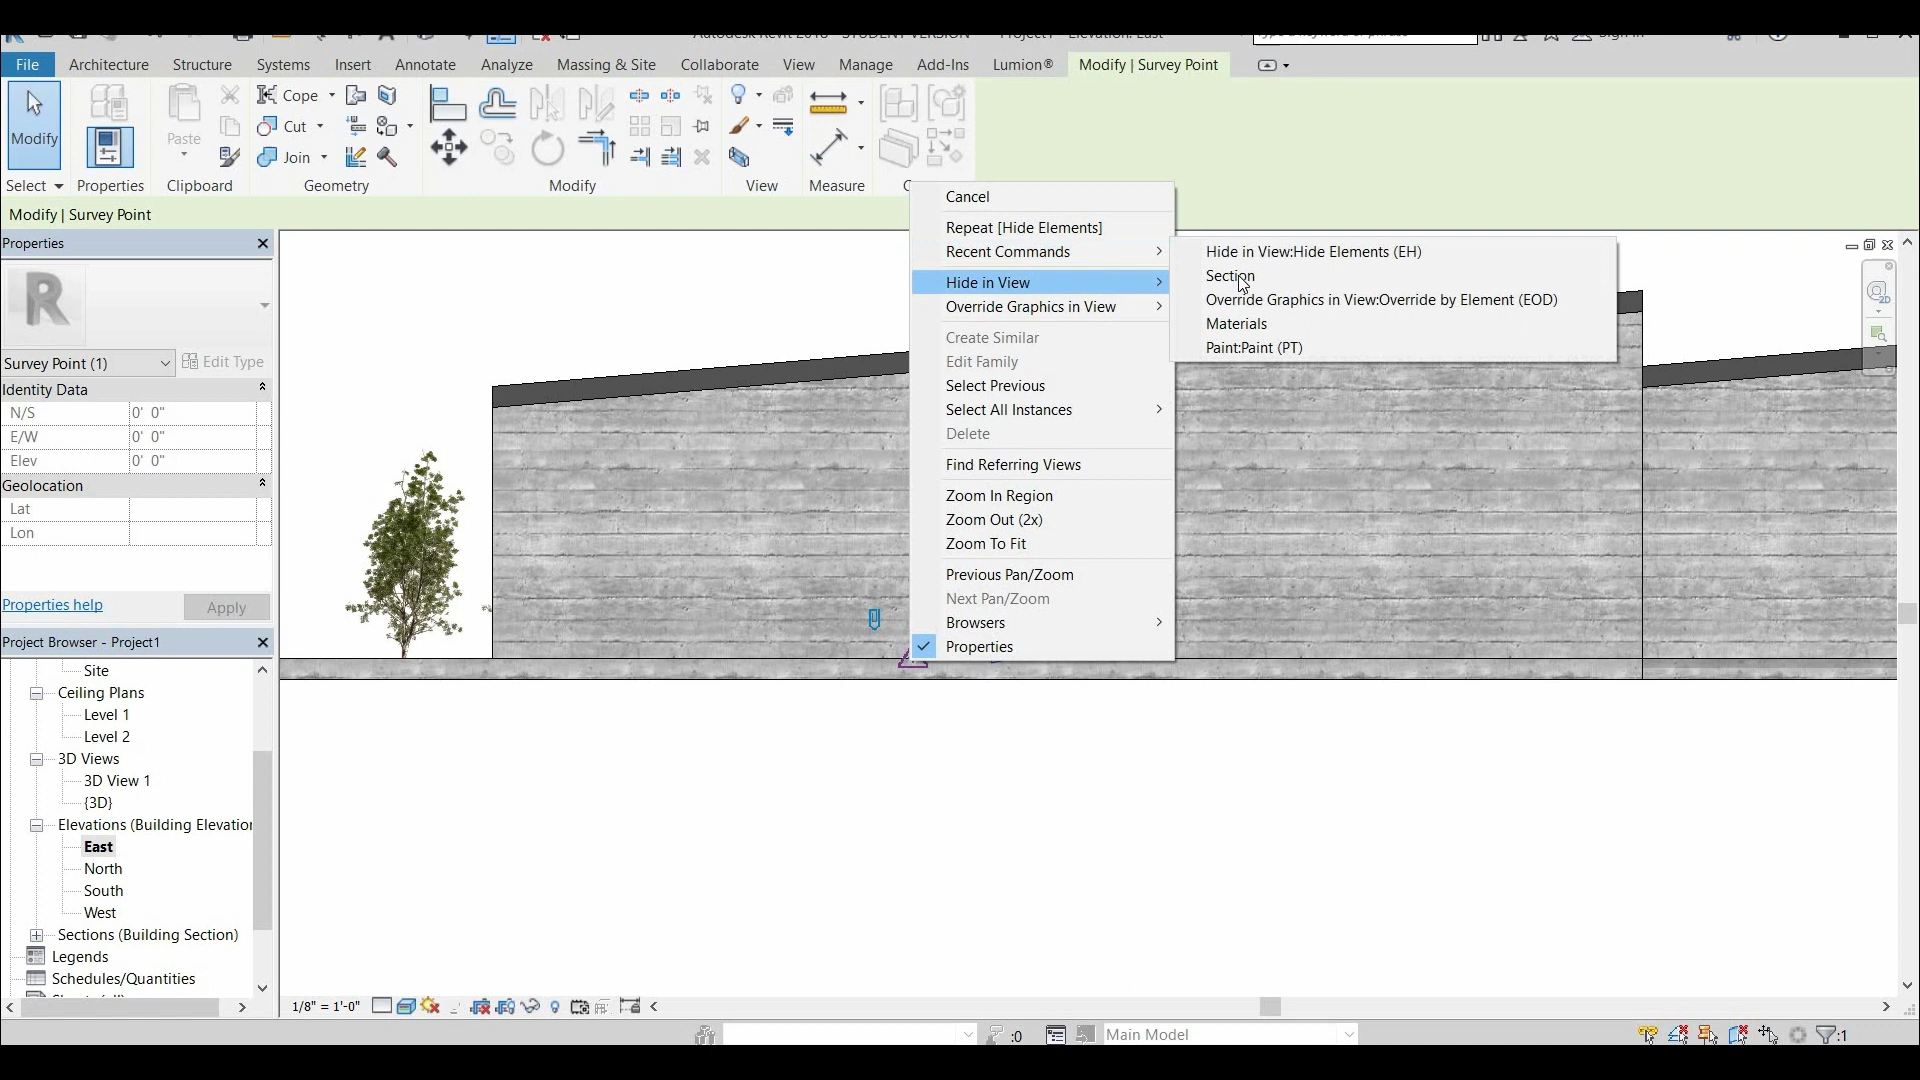 File Architecture Structure Systems Insert Annotate Analyze Massing & Site Collaborate View Manage Add-Ins Lumion® Modify | Survey Point
Modify
Paste
Cope
Cut
Join
Select Properties Clipboard Geometry Modify View Measure
Modify | Survey Point
Properties
Survey Point (1) Edit Type
Identity Data
N/S 0' 0"
E/W 0' 0"
Elev 0' 0"
Geolocation
Lat
Lon
Properties help Apply
Project Browser - Project1
Site
Ceiling Plans
Level 1
Level 2
3D Views
3D View 1
{3D}
Elevations (Building Elevation
East
North
South
West
Sections (Building Section)
Legends
Schedules/Quantities
Cancel
Repeat [Hide Elements]
Recent Commands
Hide in View
Override Graphics in View
Create Similar
Edit Family
Select Previous
Select All Instances
Delete
Find Referring Views
Zoom In Region
Zoom Out (2x)
Zoom To Fit
Previous Pan/Zoom
Next Pan/Zoom
Browsers
Properties
Hide in View:Hide Elements (EH)
Section
Override Graphics in View:Override by Element (EOD)
Materials
Paint:Paint (PT)
2D
1/8" = 1'-0"
:0 Main Model :1